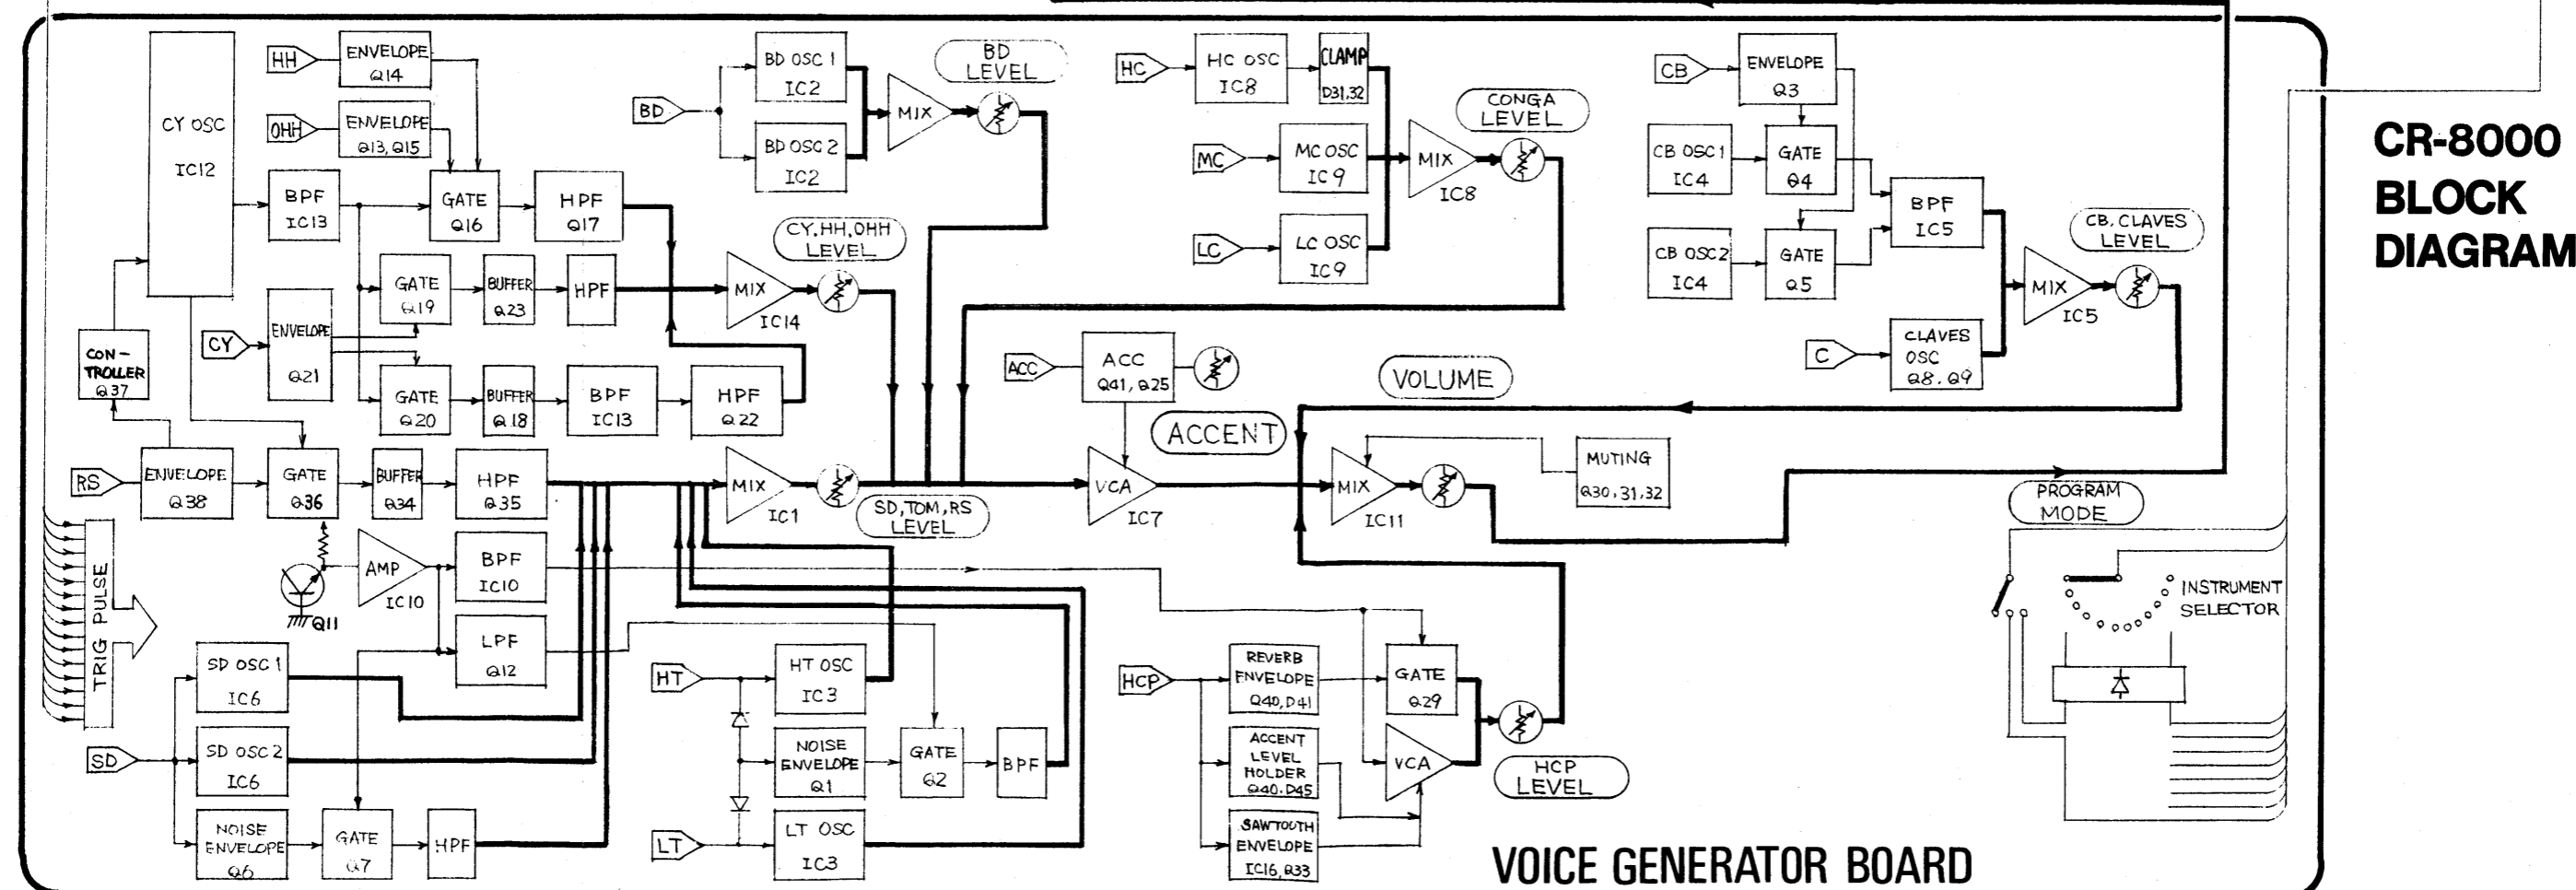 CR-8000
BLOCK
DIAGRAM
HH
ENVELOPE
Q14
OHH
ENVELOPE
Q13, Q15
CY OSC
IC12
BPF
IC13
GATE
Q16
HPF
Q17
GATE
Q19
BUFFER
Q23
HPF
CY
ENVELOPE
Q21
GATE
Q20
BUFFER
Q18
BPF
IC13
HPF
Q22
MIX
IC14
CY, HH, OHH
LEVEL
CON-
TROLLER
Q37
RS
ENVELOPE
Q38
GATE
Q36
BUFFER
Q34
HPF
Q35
MIX
IC1
SD, TOM, RS
LEVEL
BD
BD OSC 1
IC2
BD OSC 2
IC2
MIX
BD
LEVEL
HC
HC OSC
IC8
CLAMP
D31,32
MC
MC OSC
IC9
LC
LC OSC
IC9
MIX
IC8
CONGA
LEVEL
CB
ENVELOPE
Q3
CB OSC1
IC4
GATE
Q4
CB OSC2
IC4
GATE
Q5
BPF
IC5
C
CLAVES
OSC
Q8, Q9
MIX
IC5
CB, CLAVES
LEVEL
ACC
ACC
Q41, Q25
ACCENT
VCA
IC7
VOLUME
MIX
IC11
MUTING
Q30, 31, 32
TRIG PULSE
Q11
AMP
IC10
BPF
IC10
LPF
Q12
SD
SD OSC 1
IC6
SD OSC 2
IC6
NOISE
ENVELOPE
Q6
GATE
Q7
HPF
HT
HT OSC
IC3
NOISE
ENVELOPE
Q1
GATE
Q2
BPF
LT
LT OSC
IC3
HCP
REVERB
ENVELOPE
Q40, D41
ACCENT
LEVEL
HOLDER
Q40, D45
SAWTOOTH
ENVELOPE
IC16, Q33
GATE
Q29
VCA
HCP
LEVEL
PROGRAM
MODE
INSTRUMENT
SELECTOR
VOICE GENERATOR BOARD